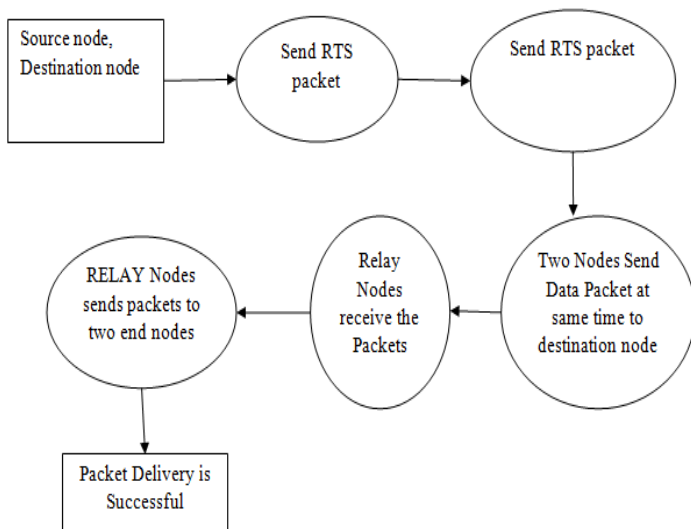 Source node,
Destination node
Send RTS
packet
Send RTS packet
Two Nodes Send
Data Packet at
same time to
destination node
Relay
Nodes
receive the
Packets
RELAY Nodes
sends packets to
two end nodes
Packet Delivery is
Successful